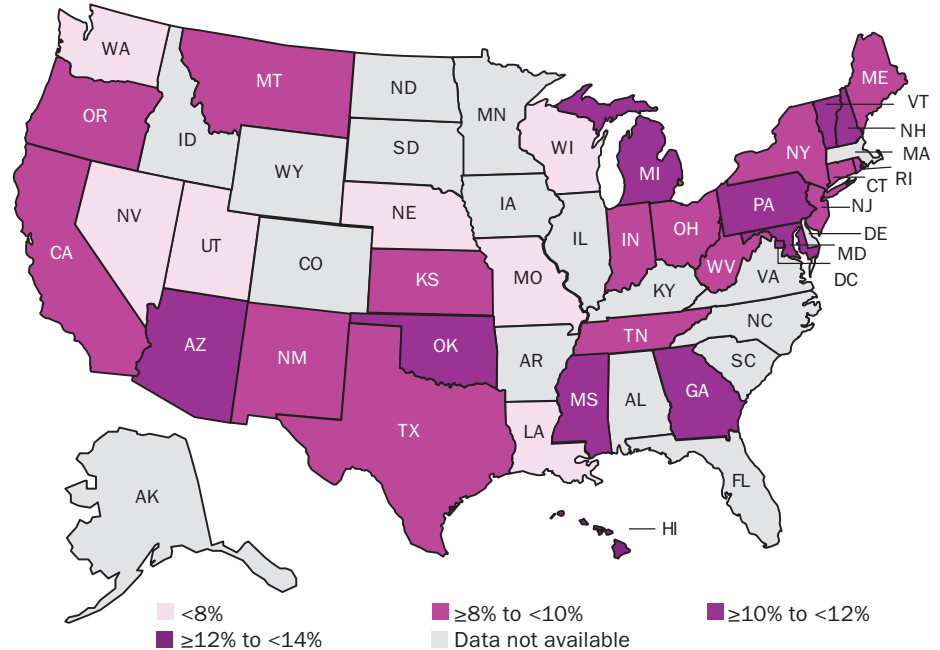 WA
MT
ND
MN
ME
VT
OR
ID
SD
WI
NH
MI
NY
MA
WY
RI
CT
NV
NE
IA
PA
NJ
UT
CO
IL
IN
OH
DE
CA
KS
MO
WV
MD
KY
VA
DC
AZ
NM
OK
TN
NC
AR
SC
MS
AL
GA
TX
LA
FL
AK
HI
<8%
≥8% to <10%
≥10% to <12%
≥12% to <14%
Data not available